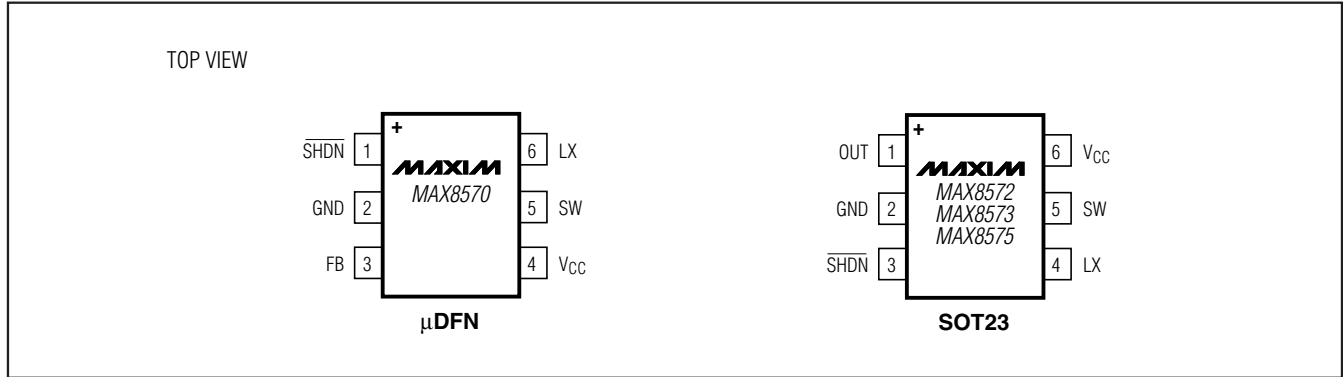 TOP VIEW
+
SHDN 1
MAXIM
6 LX
MAX8570
GND 2
5 SW
FB 3
4 VCC
µDFN
+
OUT 1
MAXIM
6 VCC
MAX8572
GND 2
MAX8573
5 SW
MAX8575
SHDN 3
4 LX
SOT23